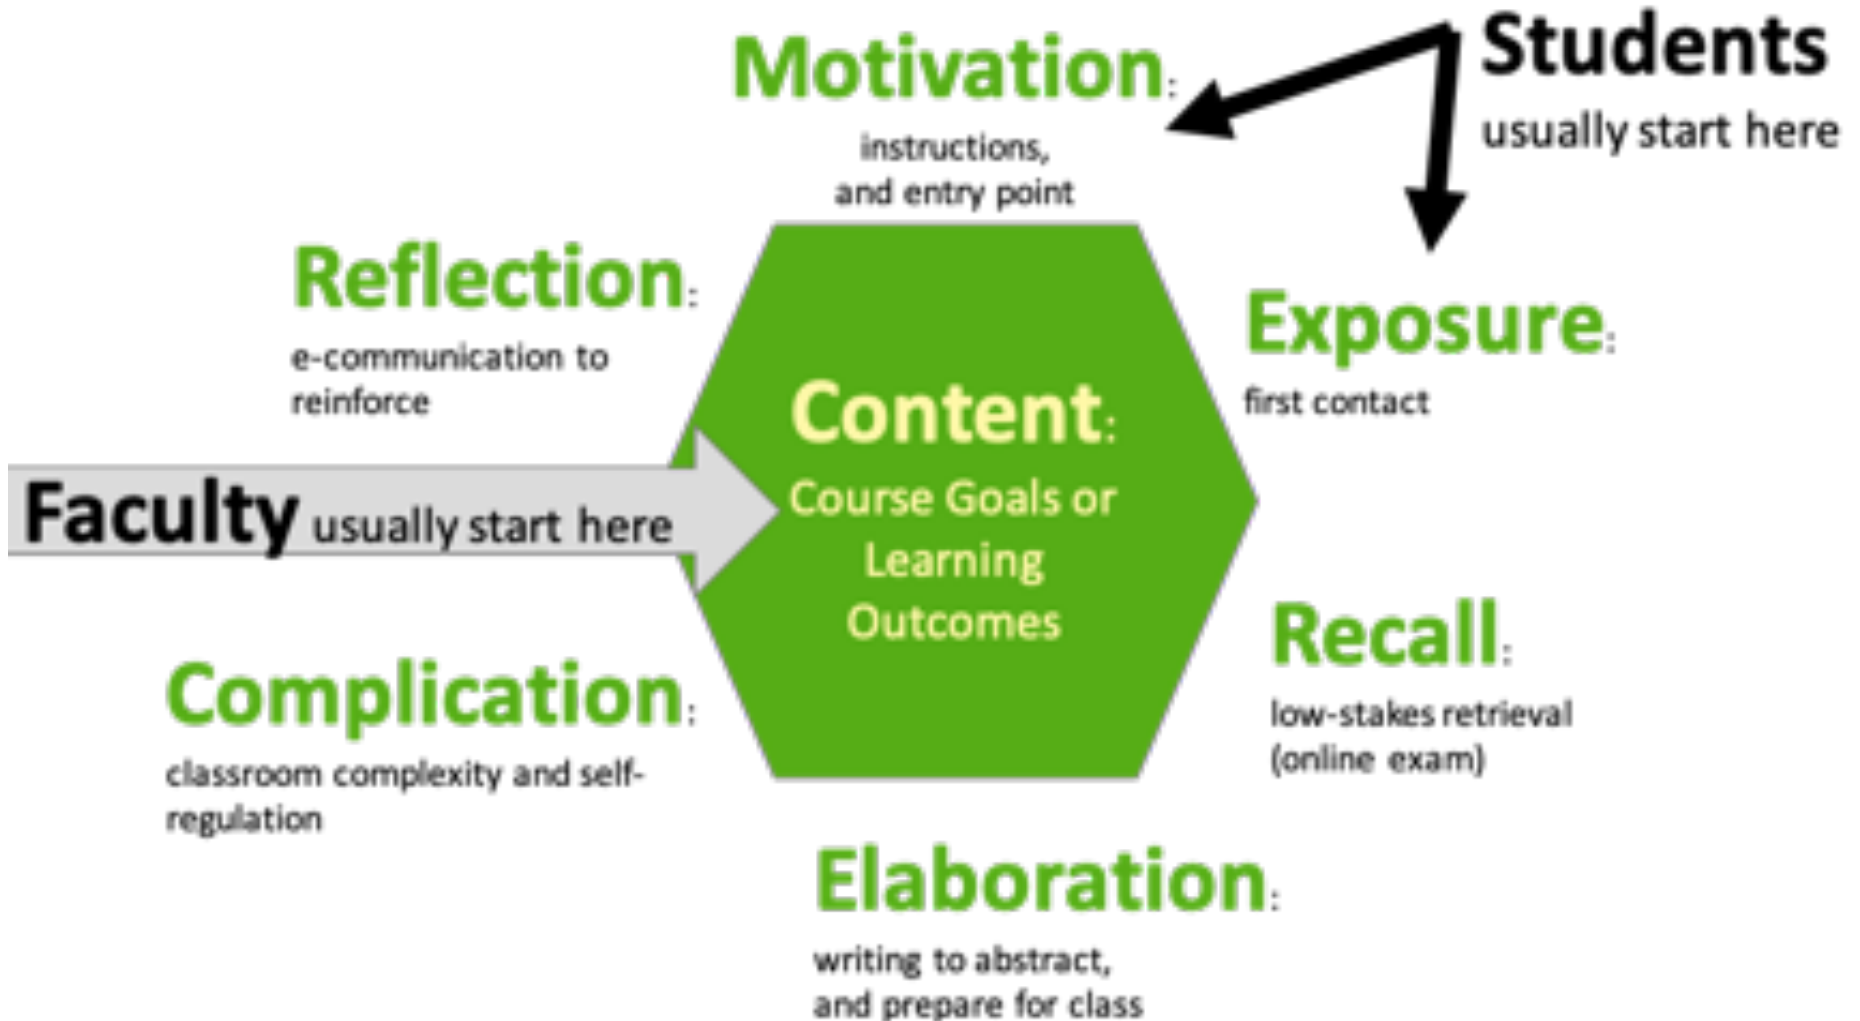 Motivation:
instructions,
and entry point
Students
usually start here
Reflection:
e-communication to
reinforce
Exposure:
first contact
Content:
Course Goals or
Learning
Outcomes
Faculty usually start here
Recall:
low-stakes retrieval
(online exam)
Complication:
classroom complexity and self-
regulation
Elaboration:
writing to abstract,
and prepare for class